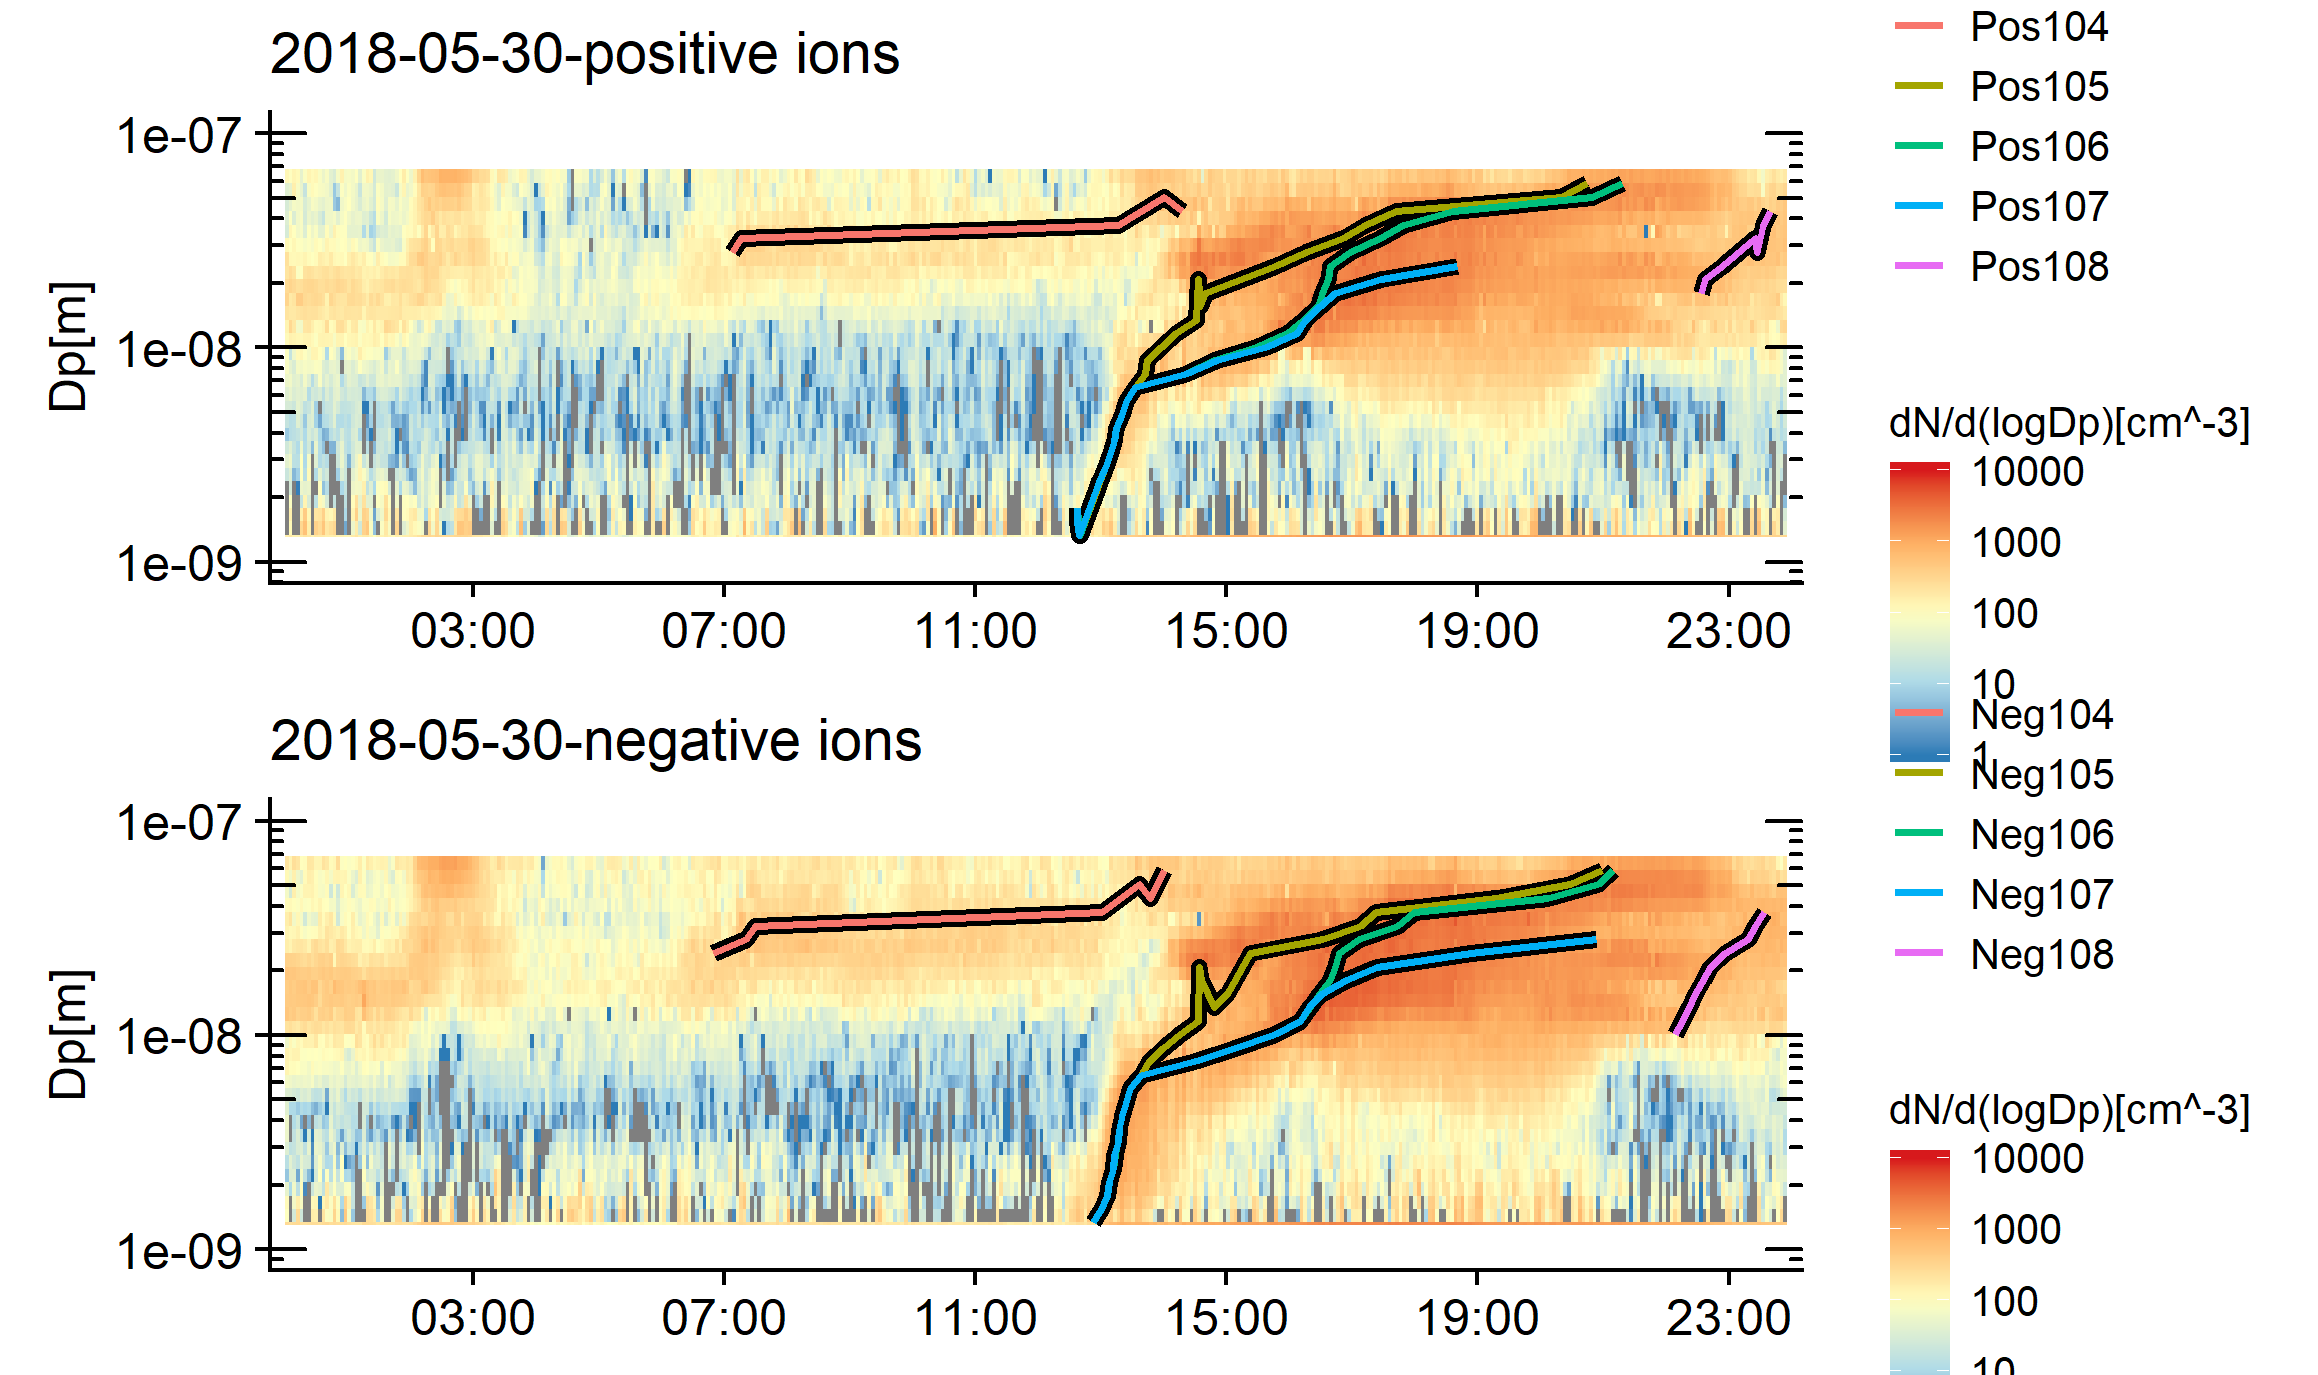 2018-05-30-positive ions
1e-07
1e-08
1e-09
Dp[m]
03:00
07:00
11:00
15:00
19:00
23:00
Pos104
Pos105
Pos106
Pos107
Pos108
dN/d(logDp)[cm^-3]
10000
1000
100
10
1
2018-05-30-negative ions
1e-07
1e-08
1e-09
Dp[m]
03:00
07:00
11:00
15:00
19:00
23:00
Neg104
Neg105
Neg106
Neg107
Neg108
dN/d(logDp)[cm^-3]
10000
1000
100
10